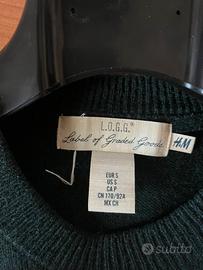 L.O.G.G.®
Label of Graded Goods
H&M
EUR S
US S
CA P
CN 170/92A
MX CH
subito